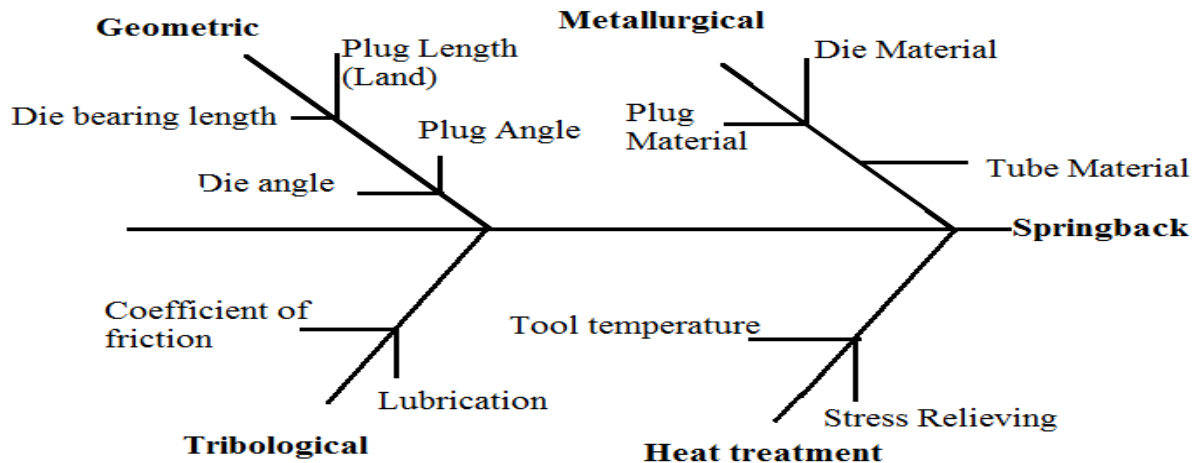 Geometric
Plug Length
(Land)
Die bearing length
Plug Angle
Die angle
Metallurgical
Die Material
Plug
Material
Tube Material
Springback
Coefficient of
friction
Lubrication
Tribological
Tool temperature
Stress Relieving
Heat treatment